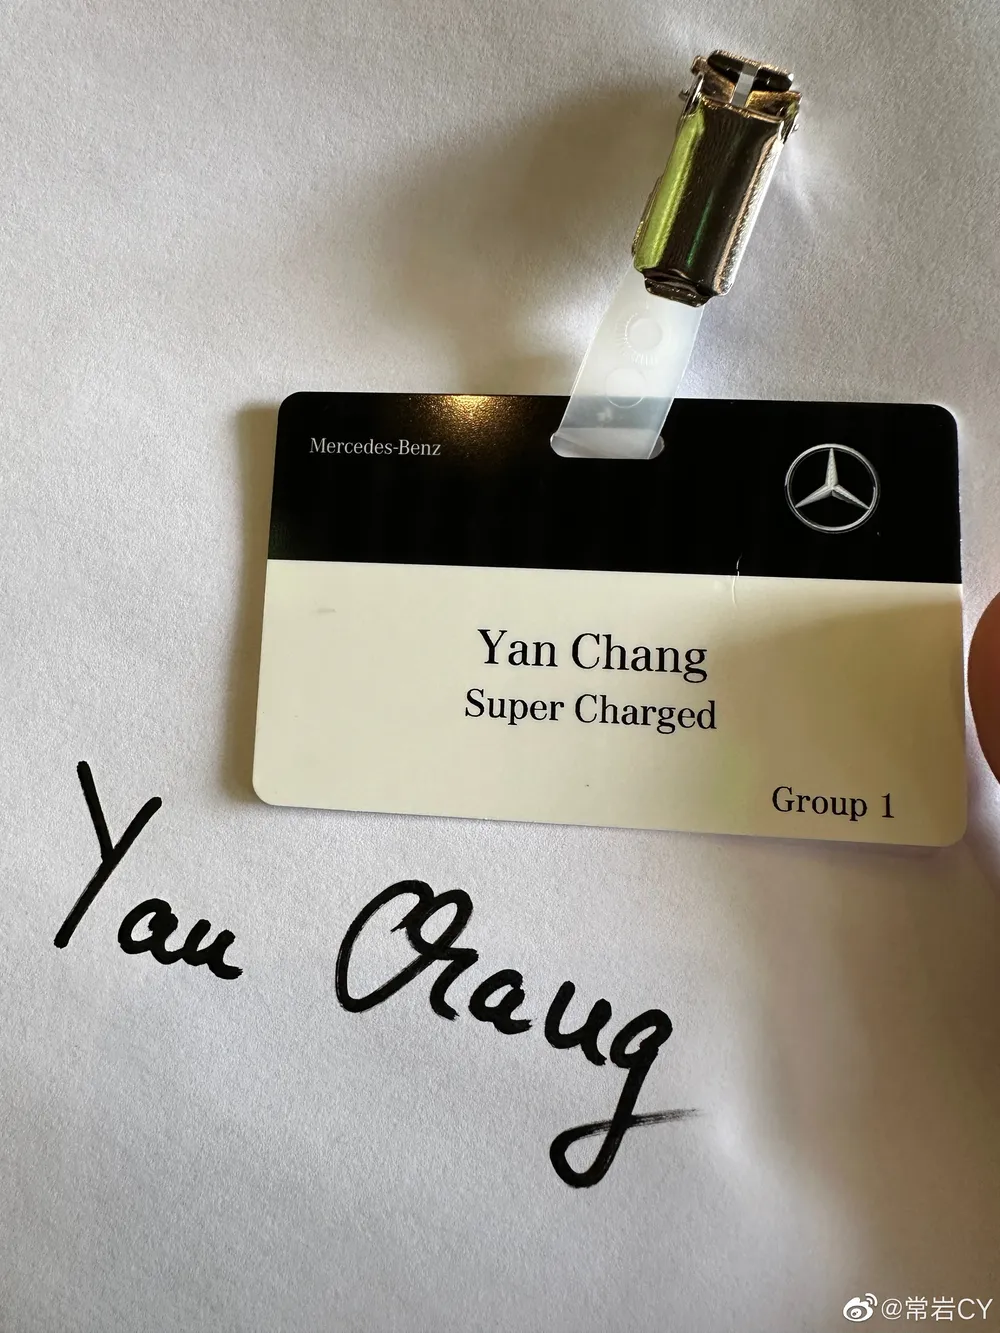 Mercedes-Benz
Yan Chang
Super Charged
Group 1
Yan Chang
@常岩CY